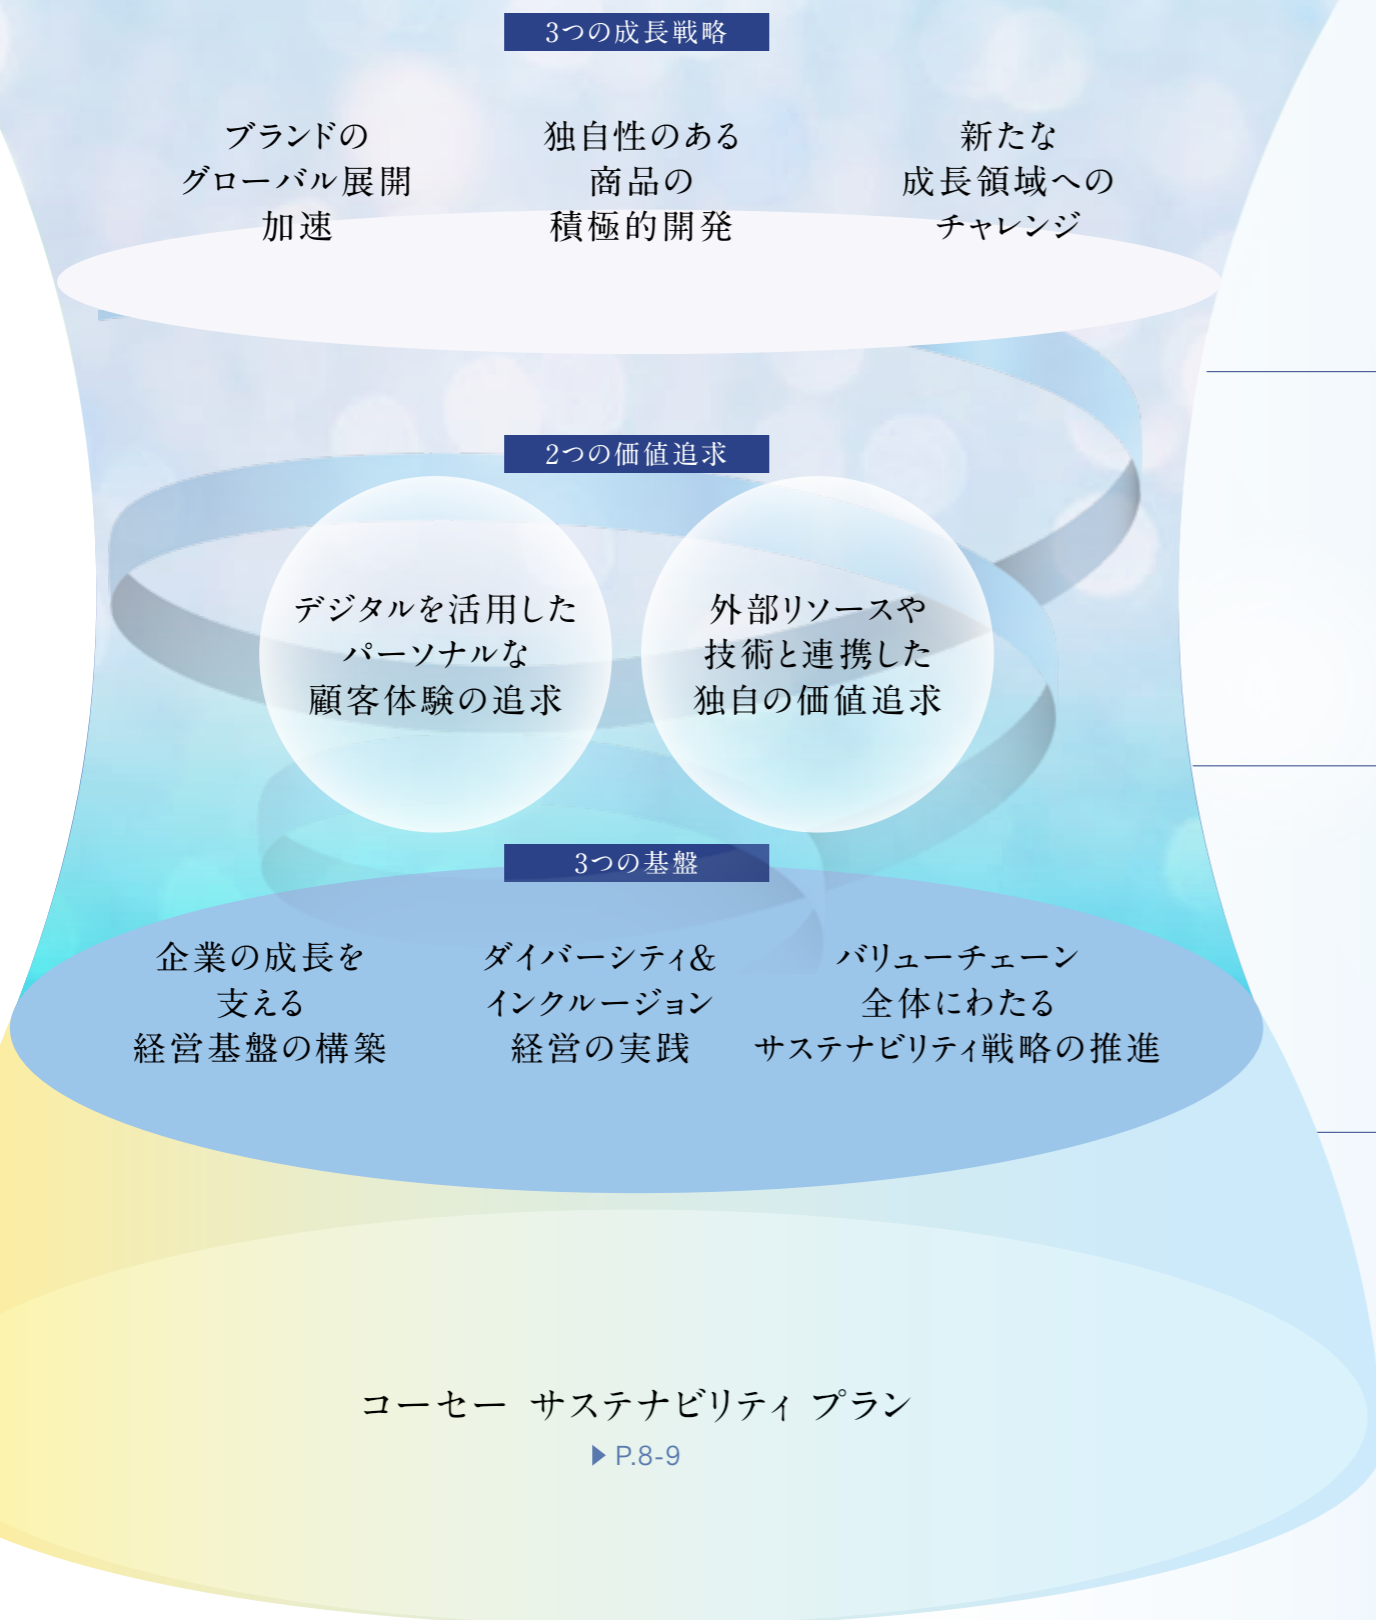 3つの成長戦略
ブランドの
グローバル展開
加速
独自性のある
商品の
積極的開発
新たな
成長領域への
チャレンジ
2つの価値追求
デジタルを活用した
パーソナルな
顧客体験の追求
外部リソースや
技術と連携した
独自の価値追求
3つの基盤
企業の成長を
支える
経営基盤の構築
ダイバーシティ&
インクルージョン
経営の実践
バリューチェーン
全体にわたる
サステナビリティ戦略の推進
コーセー サステナビリティ プラン
▶ P.8-9